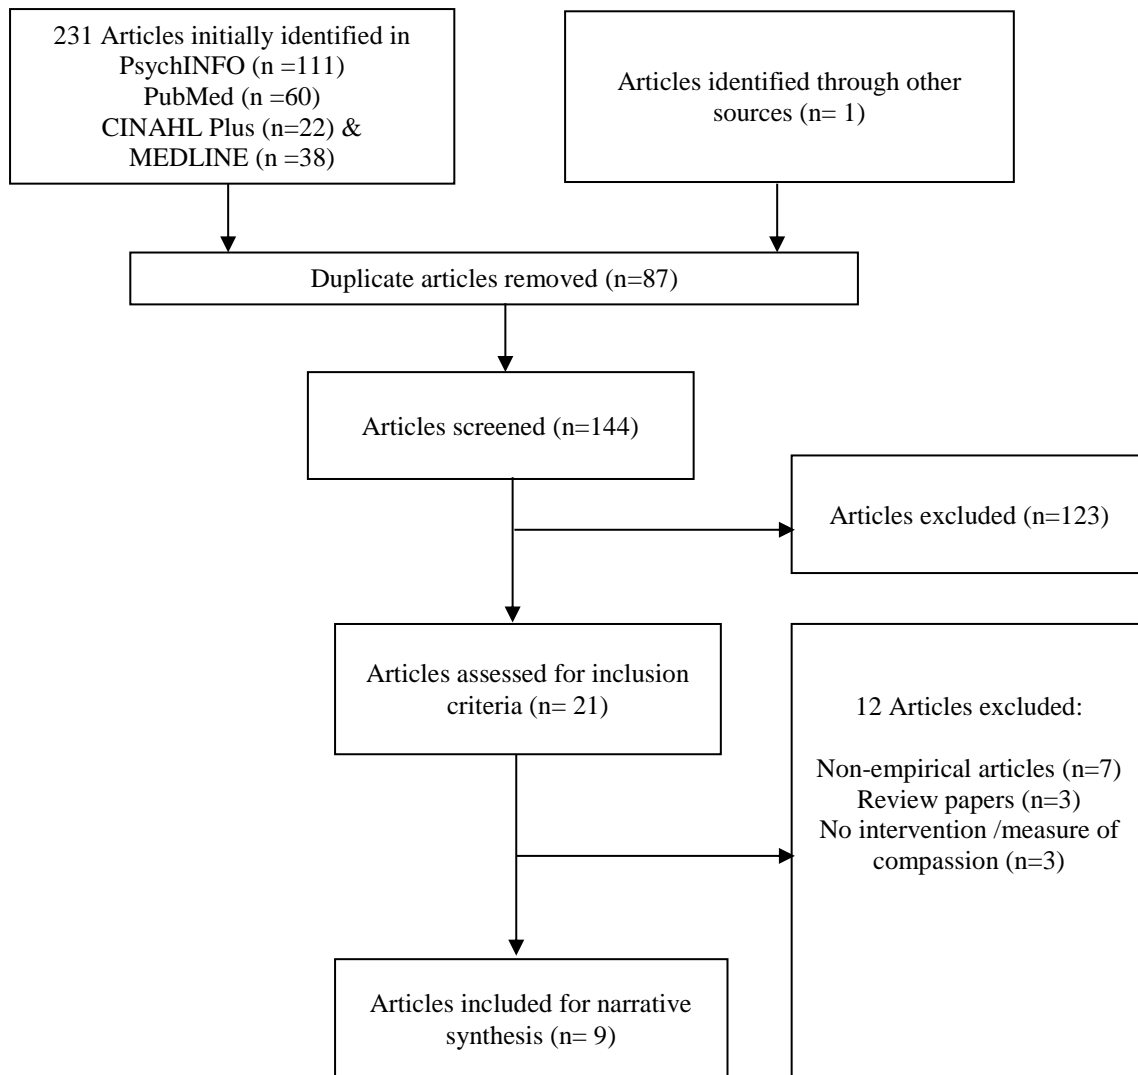 231 Articles initially identified in
PsychINFO (n =111)
PubMed (n =60)
CINAHL Plus (n=22) &
MEDLINE (n =38)
Articles identified through other
sources (n= 1)
Duplicate articles removed (n=87)
Articles screened (n=144)
Articles excluded (n=123)
Articles assessed for inclusion
criteria (n= 21)
12 Articles excluded:
Non-empirical articles (n=7)
Review papers (n=3)
No intervention /measure of
compassion (n=3)
Articles included for narrative
synthesis (n= 9)